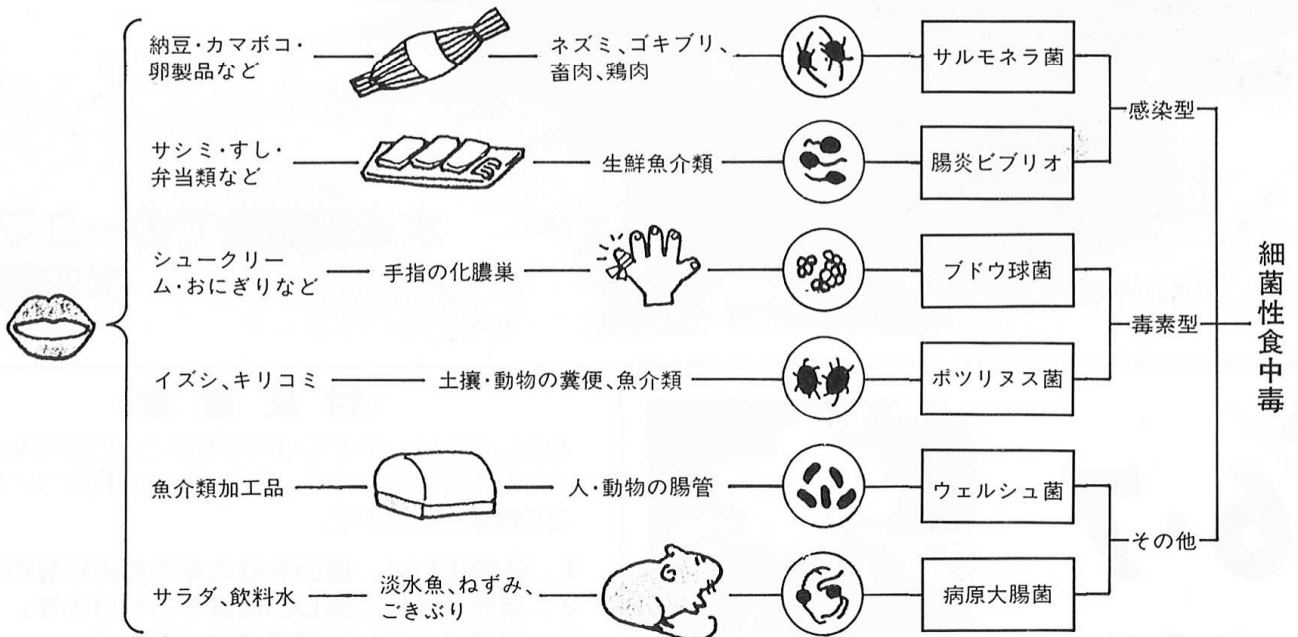 納豆・カマボコ・
卵製品など
ネズミ、ゴキブリ、
畜肉、鶏肉
サルモネラ菌
感染型
サシミ・すし・
弁当類など
生鮮魚介類
腸炎ビブリオ
シュークリー
ム・おにぎりなど
手指の化膿巣
ブドウ球菌
毒素型
細菌性食中毒
イズシ、キリコミ
土壌・動物の糞便、魚介類
ポツリヌス菌
魚介類加工品
人・動物の腸管
ウェルシュ菌
その他
サラダ、飲料水
淡水魚、ねずみ、
ごきぶり
病原大腸菌